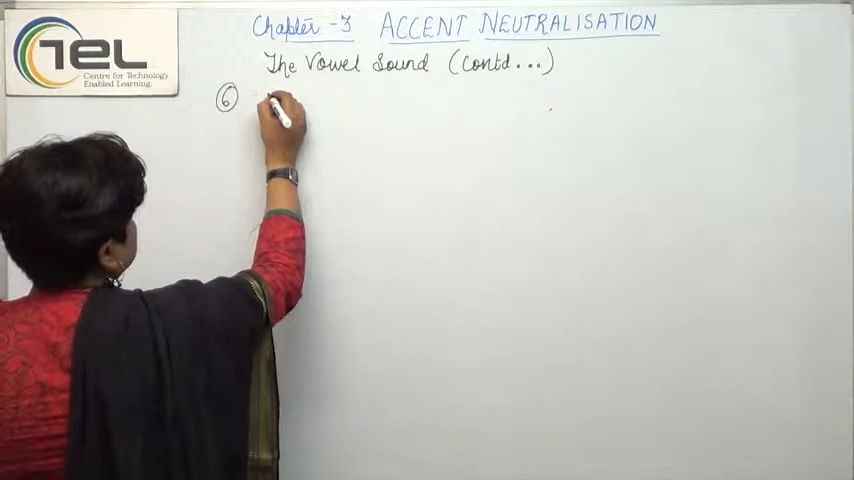 TEL
Centre for Technology
Enabled Learning
Chapter - 3 ACCENT NEUTRALISATION
The Vowel Sound (Contd...)
6